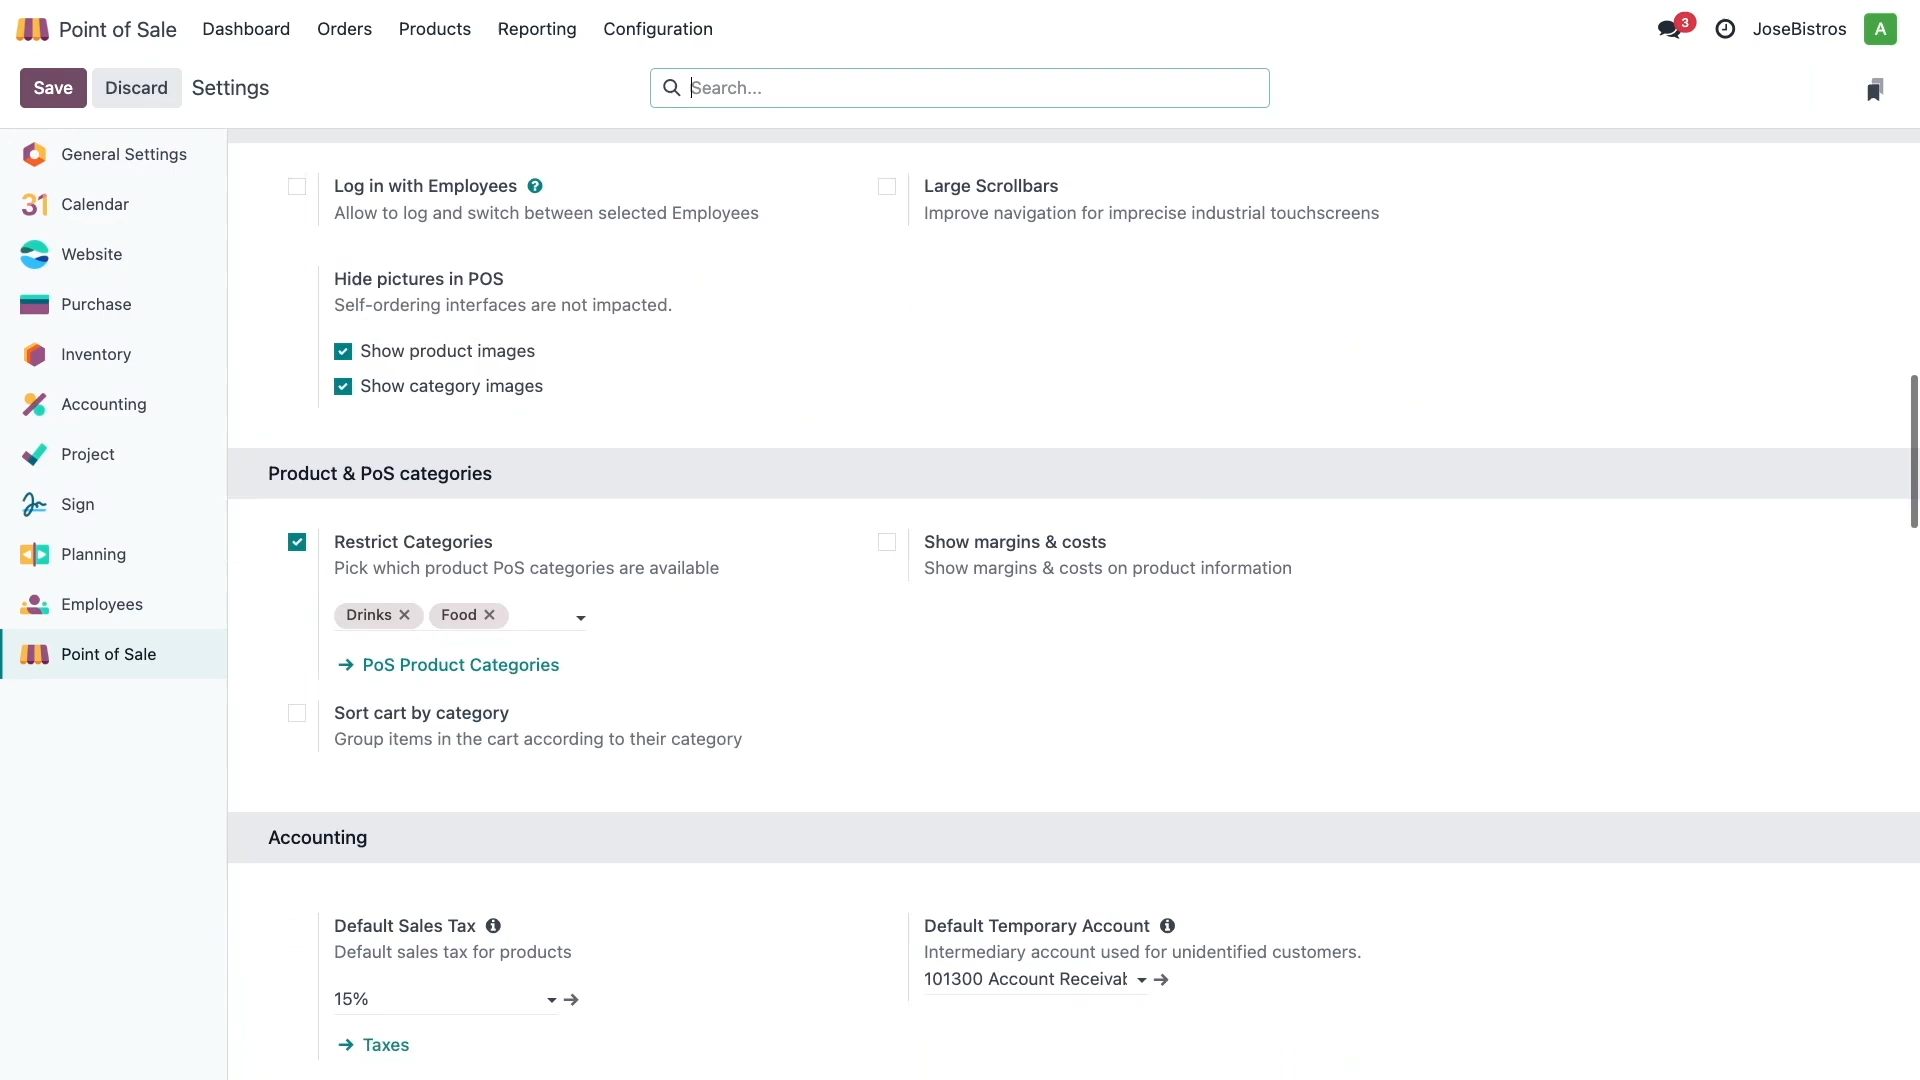 Point of Sale Dashboard Orders Products Reporting Configuration 3 JoseBistros A
Save Discard Settings Search...
General Settings
31 Calendar
Website
Purchase
Inventory
Accounting
Project
Sign
Planning
Employees
Point of Sale
Log in with Employees ?
Allow to log and switch between selected Employees
Large Scrollbars
Improve navigation for imprecise industrial touchscreens
Hide pictures in POS
Self-ordering interfaces are not impacted.
Show product images
Show category images
Product & PoS categories
Restrict Categories
Pick which product PoS categories are available
Drinks Food
PoS Product Categories
Show margins & costs
Show margins & costs on product information
Sort cart by category
Group items in the cart according to their category
Accounting
Default Sales Tax
Default sales tax for products
15%
Taxes
Default Temporary Account
Intermediary account used for unidentified customers.
101300 Account Receivab